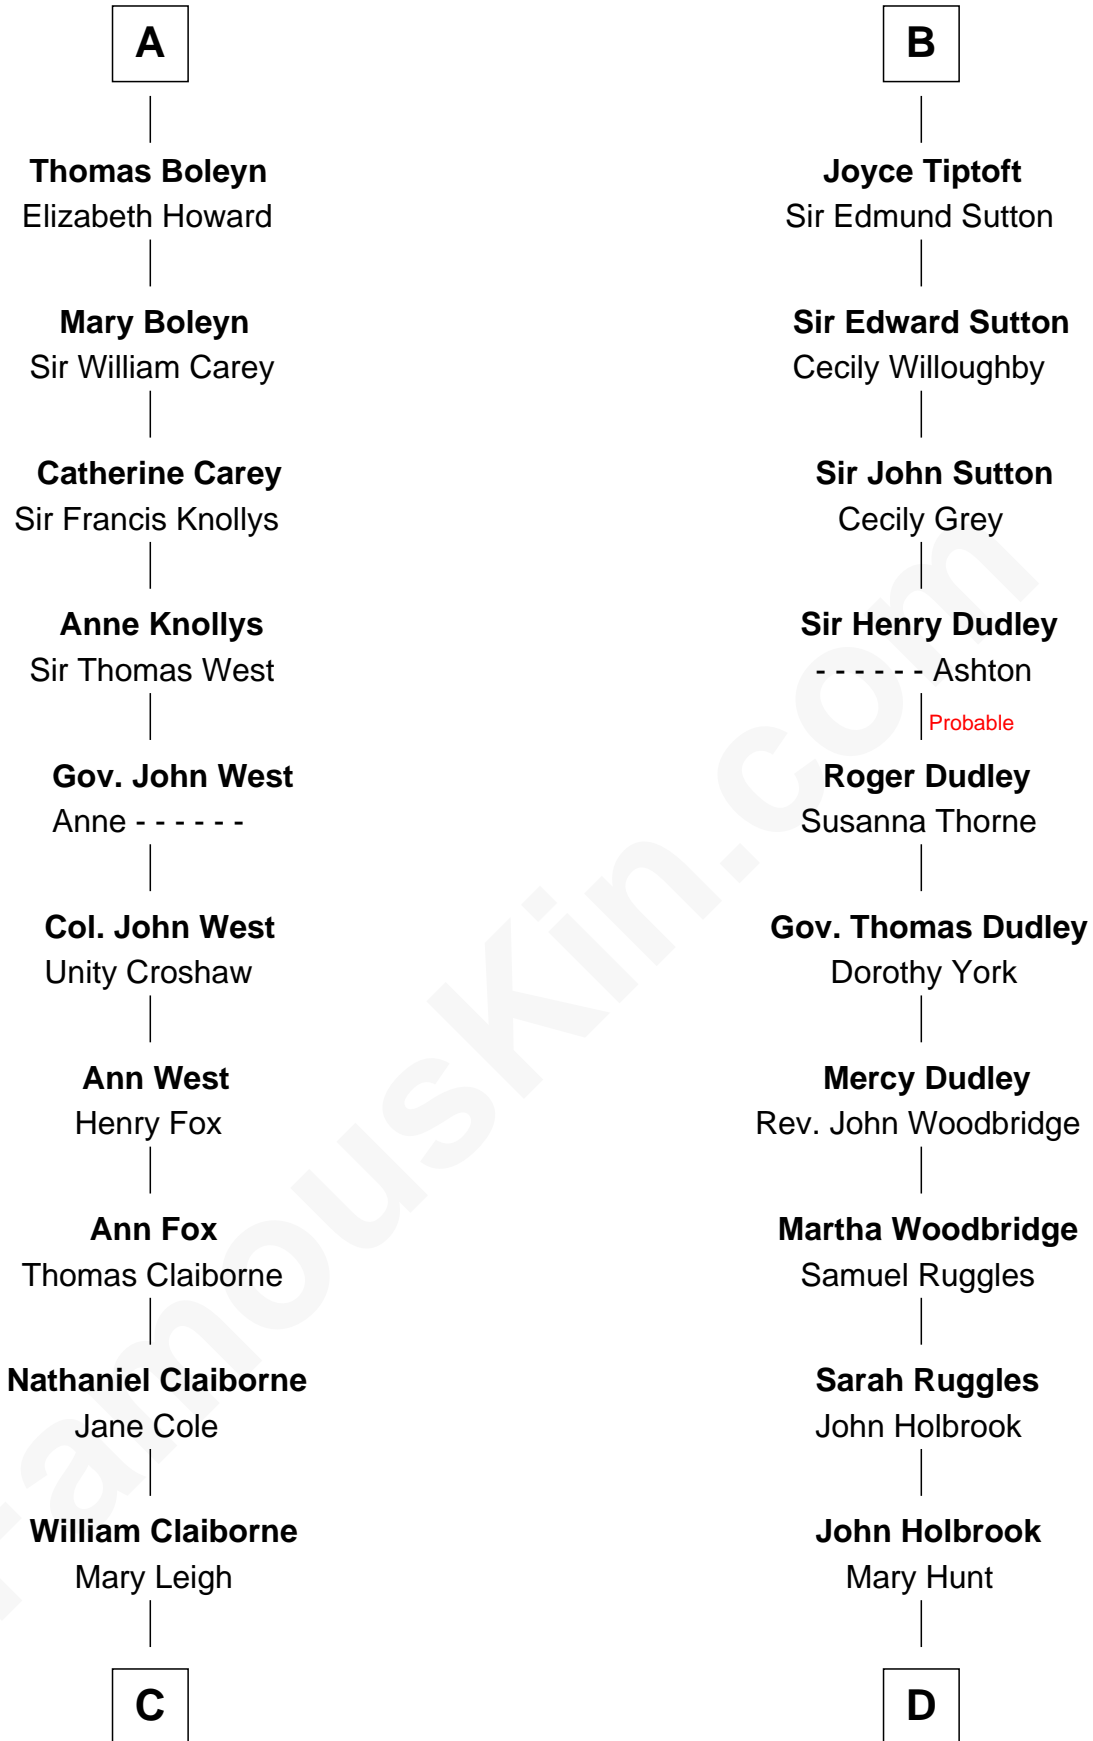 A
Thomas Boleyn
Elizabeth Howard
Mary Boleyn
Sir William Carey
Catherine Carey
Sir Francis Knollys
Anne Knollys
Sir Thomas West
Gov. John West
Anne - - - - - -
Col. John West
Unity Croshaw
Ann West
Henry Fox
Ann Fox
Thomas Claiborne
Nathaniel Claiborne
Jane Cole
William Claiborne
Mary Leigh
C
B
Joyce Tiptoft
Sir Edmund Sutton
Sir Edward Sutton
Cecily Willoughby
Sir John Sutton
Cecily Grey
Sir Henry Dudley
- - - - - - Ashton
Probable
Roger Dudley
Susanna Thorne
Gov. Thomas Dudley
Dorothy York
Mercy Dudley
Rev. John Woodbridge
Martha Woodbridge
Samuel Ruggles
Sarah Ruggles
John Holbrook
John Holbrook
Mary Hunt
D
FamousKin.com